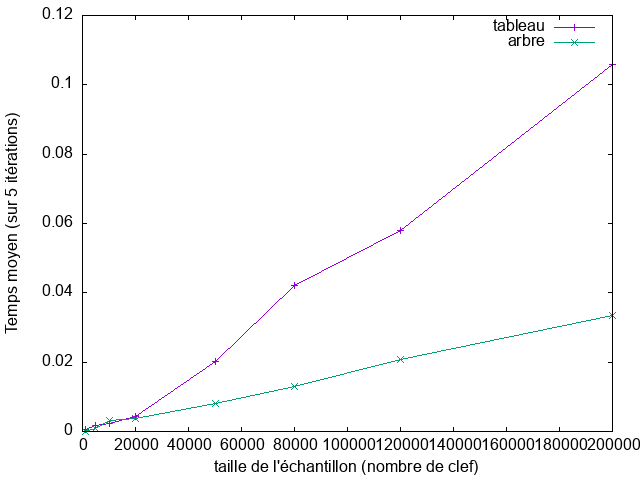 0.12
0.1
0.08
0.06
0.04
0.02
0
Temps moyen (sur 5 itérations)
tableau
arbre
0 20000 40000 60000 80000 100000 120000 140000 160000 180000 200000
taille de l'échantillon (nombre de clef)